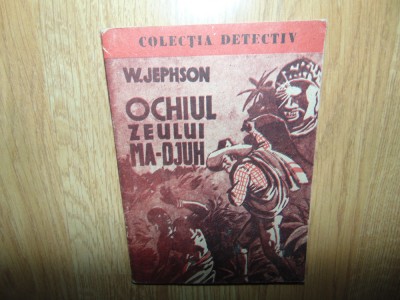 COLECȚIA DETECTIV
W. JEPHSON
OCHIUL
ZEULUI
MA-DJUH